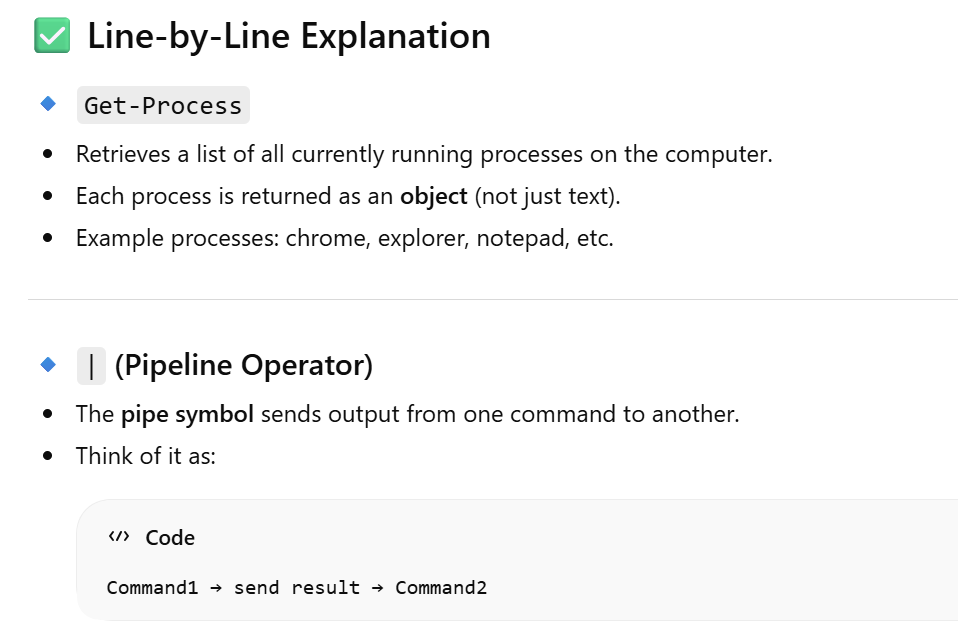 ✅ Line-by-Line Explanation
🔹 Get-Process
• Retrieves a list of all currently running processes on the computer.
• Each process is returned as an object (not just text).
• Example processes: chrome, explorer, notepad, etc.
🔹 | (Pipeline Operator)
• The pipe symbol sends output from one command to another.
• Think of it as:
</> Code
Command1 → send result → Command2